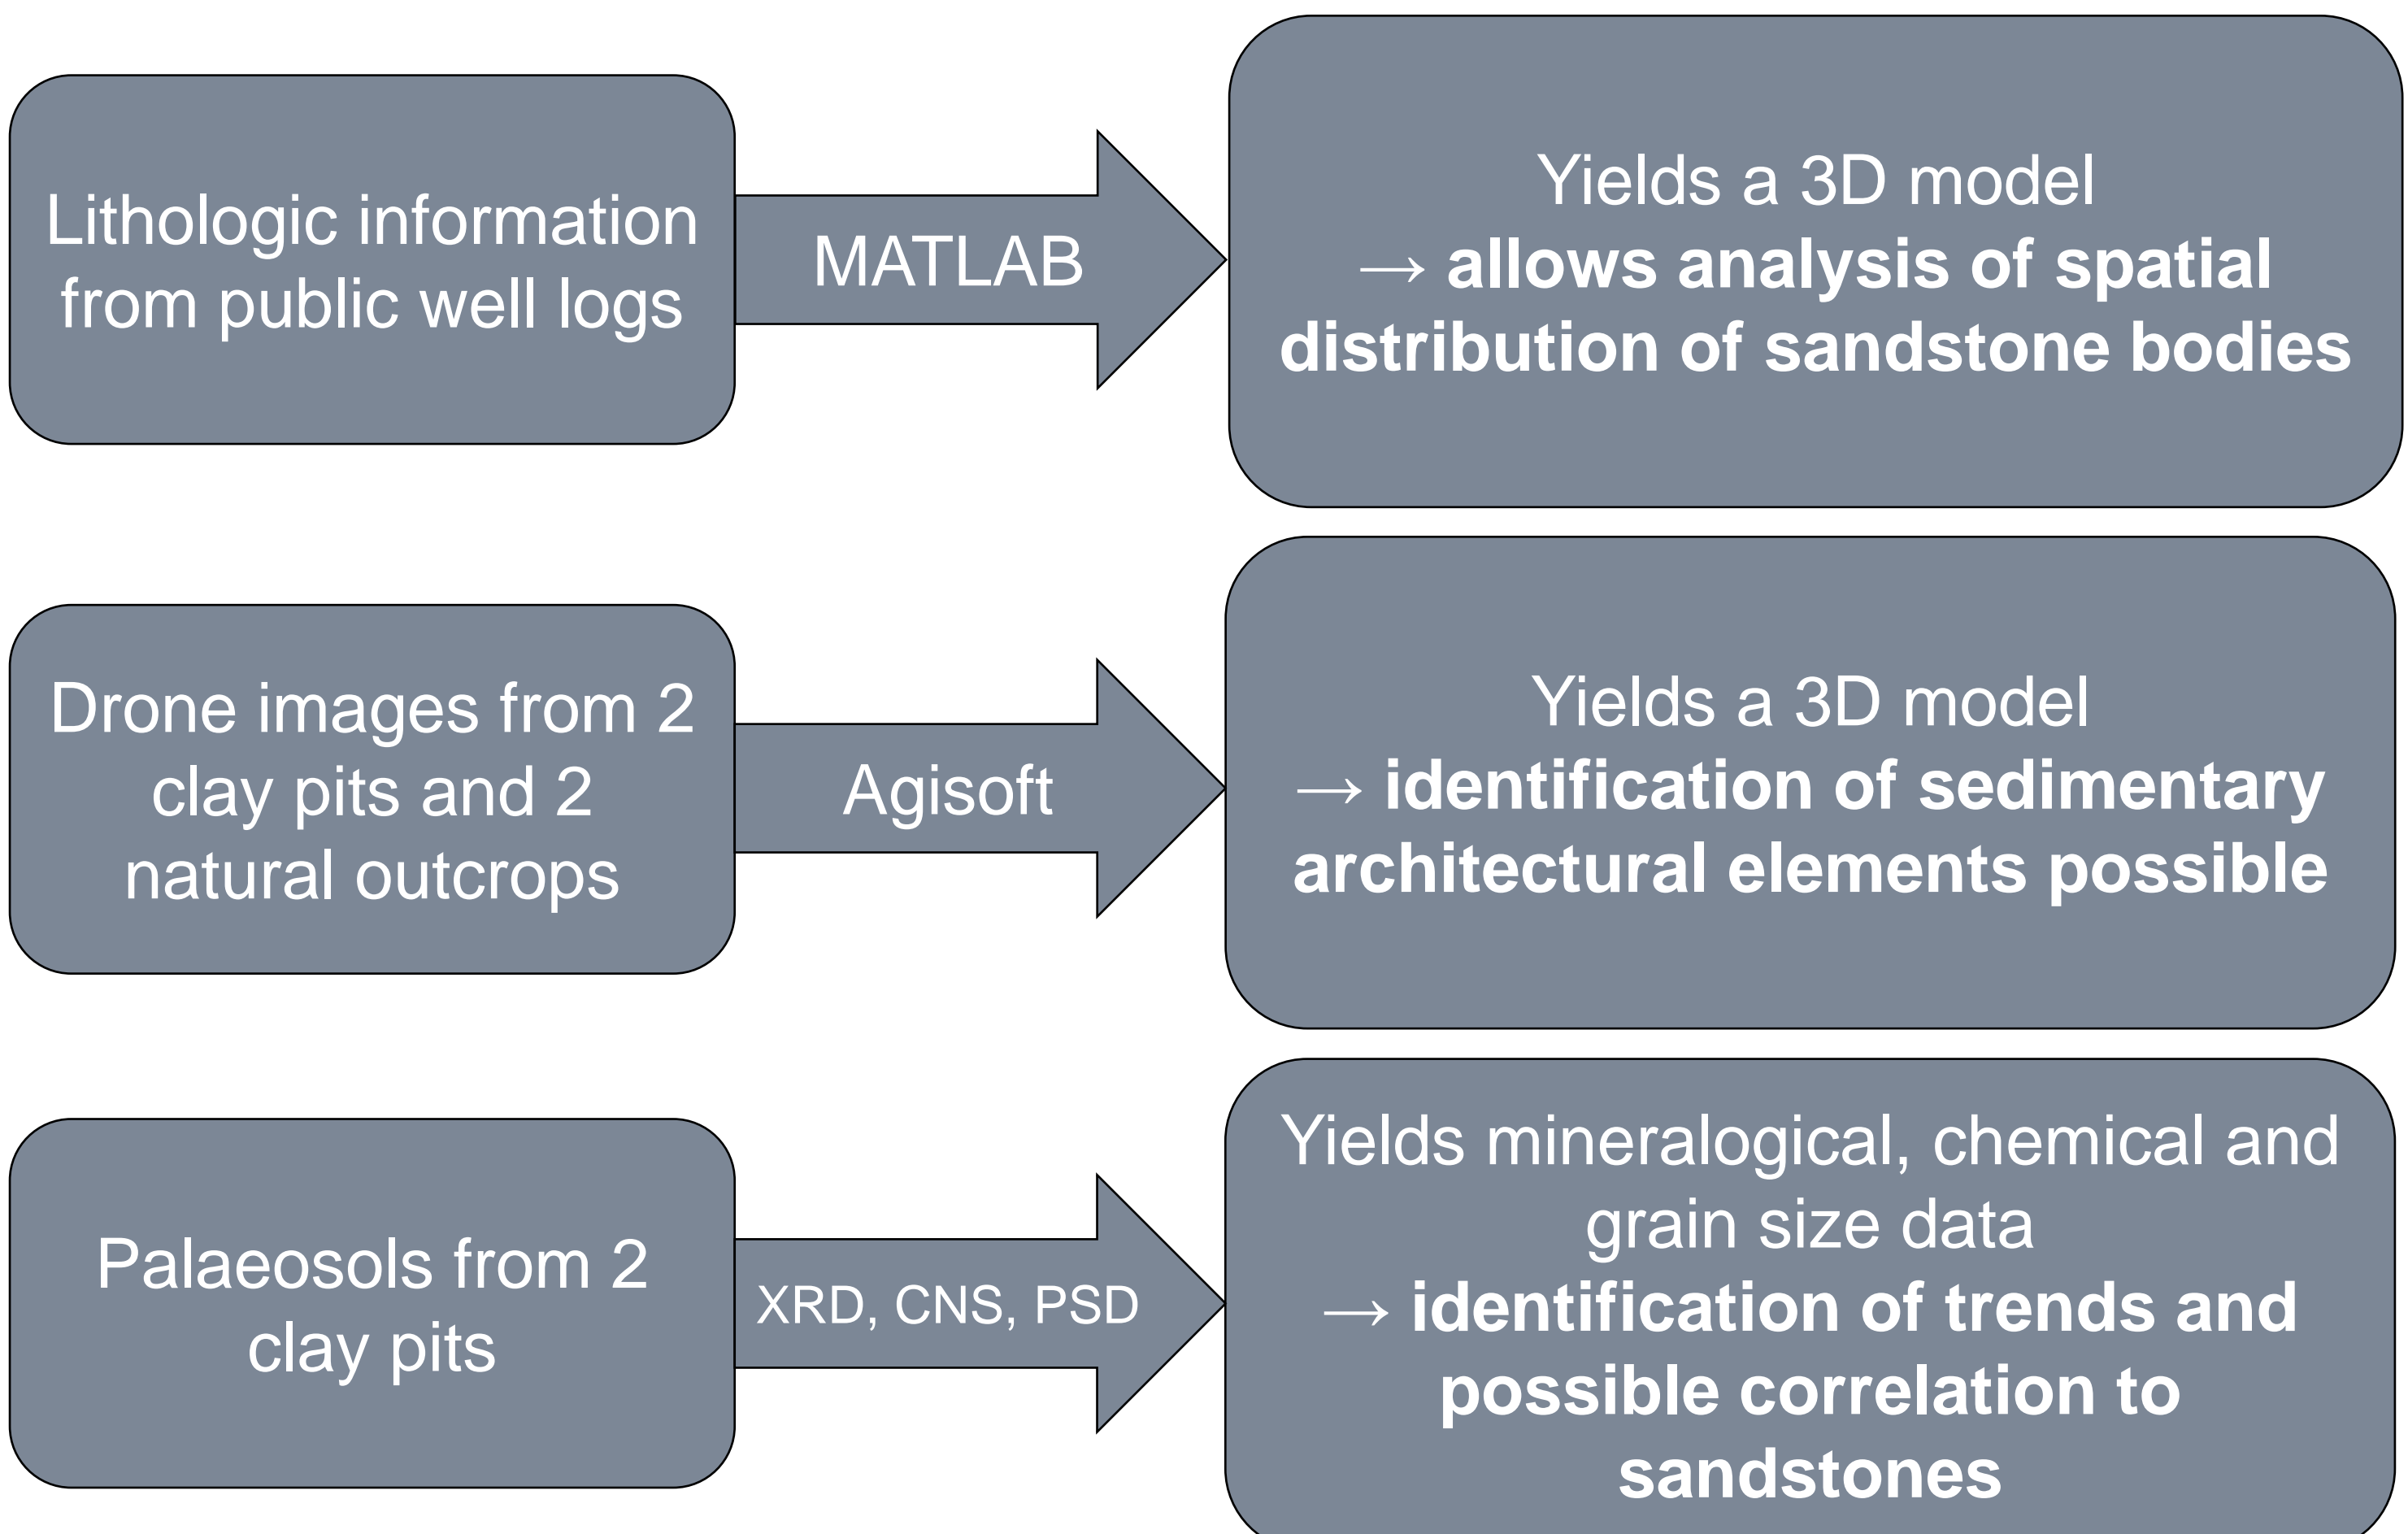 Lithologic information
from public well logs
MATLAB
Yields a 3D model
→ allows analysis of spatial
distribution of sandstone bodies
Drone images from 2
clay pits and 2
natural outcrops
Agisoft
Yields a 3D model
→ identification of sedimentary
architectural elements possible
Palaeosols from 2
clay pits
XRD, CNS, PSD
Yields mineralogical, chemical and
grain size data
→ identification of trends and
possible correlation to
sandstones